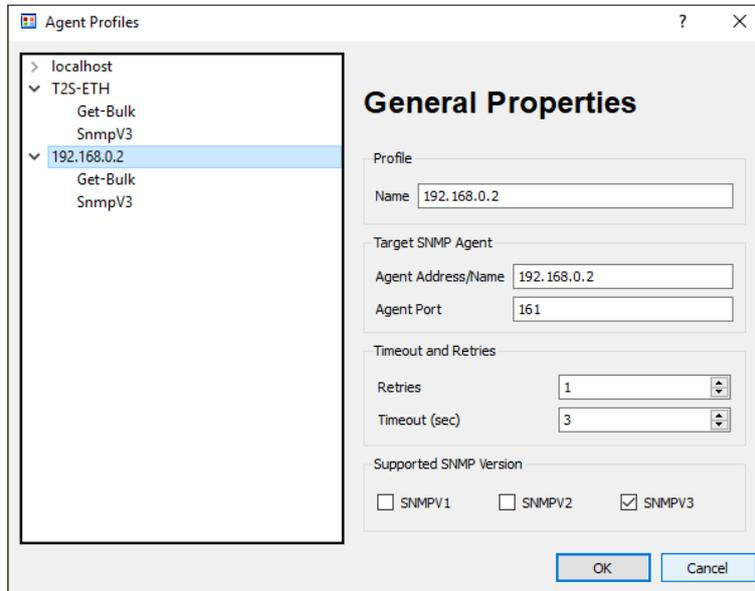 Agent Profiles
localhost
T2S-ETH
Get-Bulk
SnmpV3
192.168.0.2
Get-Bulk
SnmpV3
General Properties
Profile
Name 192.168.0.2
Target SNMP Agent
Agent Address/Name 192.168.0.2
Agent Port 161
Timeout and Retries
Retries 1
Timeout (sec) 3
Supported SNMP Version
SNMPV1 SNMPV2 SNMPV3
OK Cancel